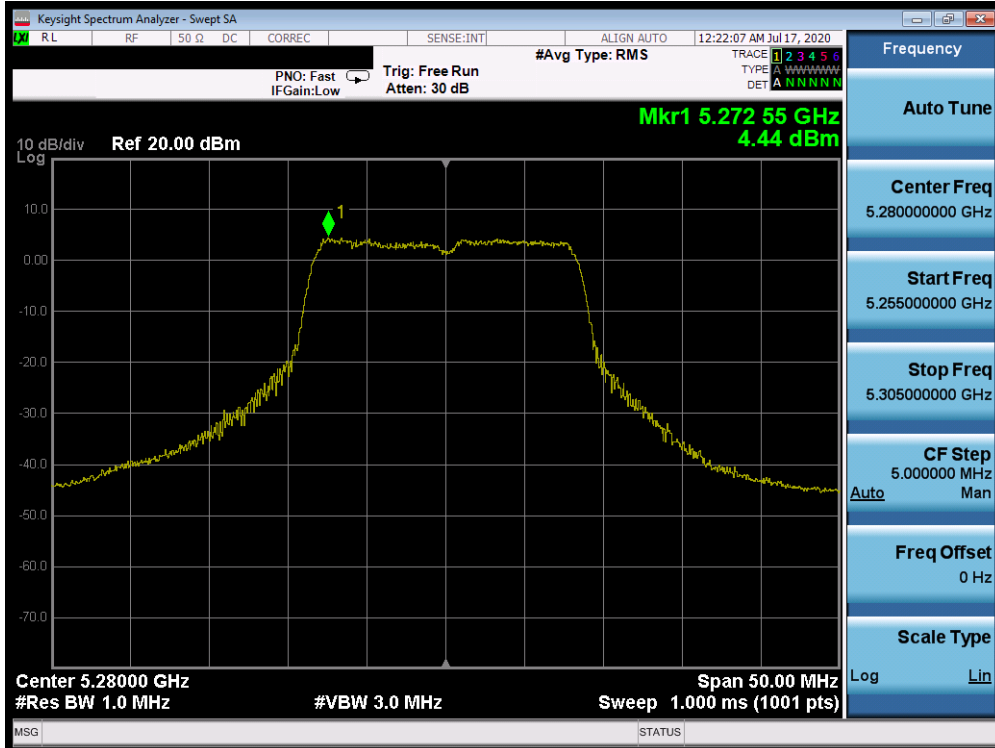 Keysight Spectrum Analyzer - Swept SA
LXI RL RF 50 Ω DC CORREC SENSE:INT ALIGN AUTO 12:22:07 AM Jul 17, 2020
#Avg Type: RMS TRACE 1 2 3 4 5 6
PNO: Fast Trig: Free Run TYPE A WWWWW
IFGain:Low Atten: 30 dB DET A N N N N N
Mkr1 5.272 55 GHz
4.44 dBm
10 dB/div Ref 20.00 dBm
Log
1
10.0
0.00
-10.0
-20.0
-30.0
-40.0
-50.0
-60.0
-70.0
Center 5.28000 GHz Span 50.00 MHz
#Res BW 1.0 MHz #VBW 3.0 MHz Sweep 1.000 ms (1001 pts)
MSG STATUS
Frequency
Auto Tune
Center Freq
5.280000000 GHz
Start Freq
5.255000000 GHz
Stop Freq
5.305000000 GHz
CF Step
5.000000 MHz
Auto Man
Freq Offset
0 Hz
Scale Type
Log Lin